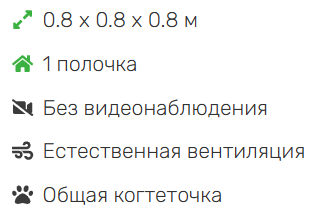 0.8 x 0.8 x 0.8 м
1 полочка
Без видеонаблюдения
Естественная вентиляция
Общая когтеточка